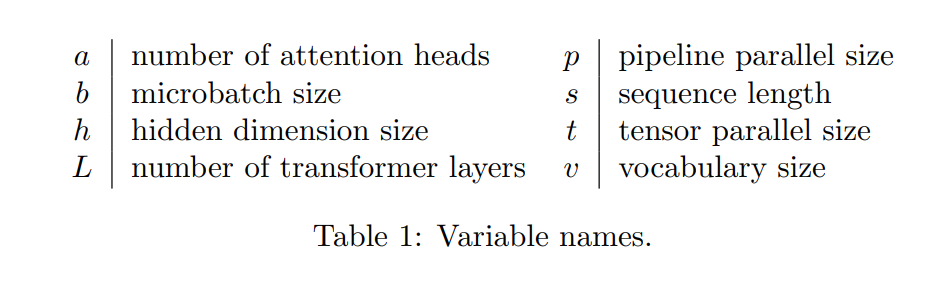 a number of attention heads p pipeline parallel size
b microbatch size s sequence length
h hidden dimension size t tensor parallel size
L number of transformer layers v vocabulary size
Table 1: Variable names.